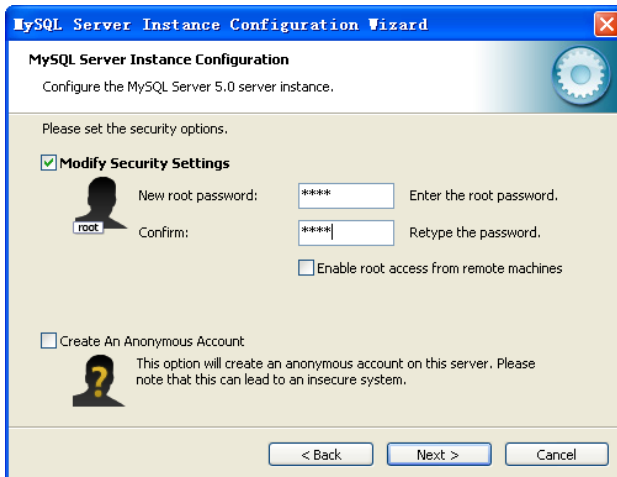 MySQL Server Instance Configuration Wizard
MySQL Server Instance Configuration
Configure the MySQL Server 5.0 server instance.
Please set the security options.
Modify Security Settings
New root password: **** Enter the root password.
root
Confirm: **** Retype the password.
Enable root access from remote machines
Create An Anonymous Account
This option will create an anonymous account on this server. Please
note that this can lead to an insecure system.
?
< Back Next > Cancel